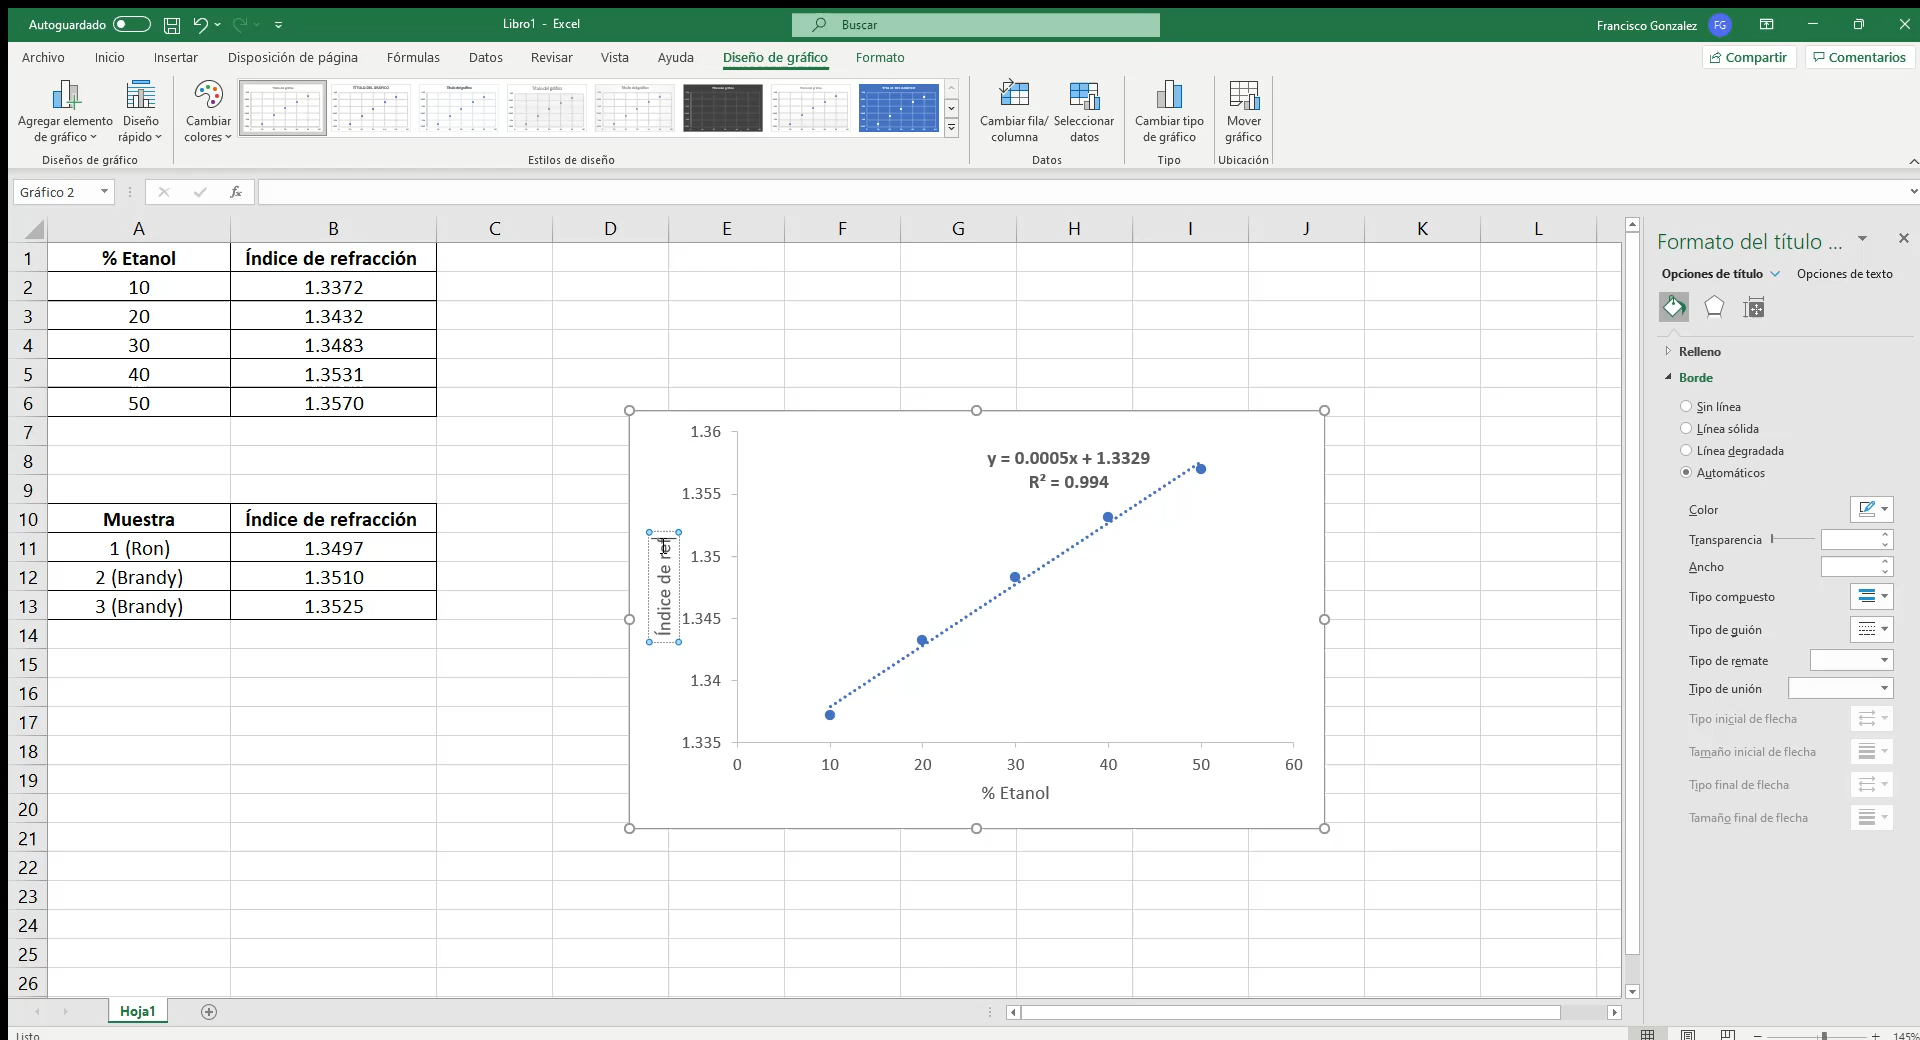 Autoguardado
Libro1 - Excel
Buscar
Francisco Gonzalez
FG
Archivo Inicio Insertar Disposición de página Fórmulas Datos Revisar Vista Ayuda Diseño de gráfico Formato
Compartir
Comentarios
Agregar elemento de gráfico
Diseño rápido
Cambiar colores
Cambiar fila/columna
Seleccionar datos
Cambiar tipo de gráfico
Mover gráfico
Diseños de gráfico
Estilos de diseño
Datos
Tipo
Ubicación
Gráfico 2
fx
A B C D E F G H I J K L
1 % Etanol Índice de refracción
2 10 1.3372
3 20 1.3432
4 30 1.3483
5 40 1.3531
6 50 1.3570
7
8
9
10 Muestra Índice de refracción
11 1 (Ron) 1.3497
12 2 (Brandy) 1.3510
13 3 (Brandy) 1.3525
14
15
16
17
18
19
20
21
22
23
24
25
26
1.36
1.355
1.35
1.345
1.34
1.335
y = 0.0005x + 1.3329
R² = 0.994
Índice de ref
0 10 20 30 40 50 60
% Etanol
Formato del título ...
Opciones de título
Opciones de texto
Relleno
Borde
Sin línea
Línea sólida
Línea degradada
Automáticos
Color
Transparencia
Ancho
Tipo compuesto
Tipo de guión
Tipo de remate
Tipo de unión
Tipo inicial de flecha
Tamaño inicial de flecha
Tipo final de flecha
Tamaño final de flecha
Hoja1
Listo
145%